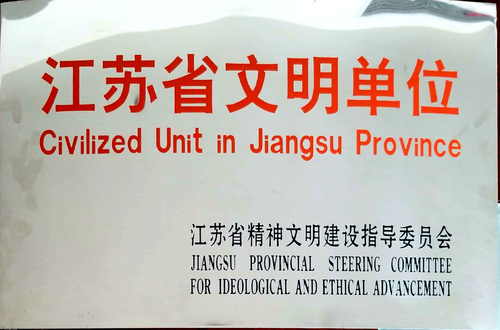 江苏省文明单位
Civilized Unit in Jiangsu Province
江苏省精神文明建设指导委员会
JIANGSU PROVINCIAL STEERING COMMITTEE
FOR IDEOLOGICAL AND ETHICAL ADVANCEMENT